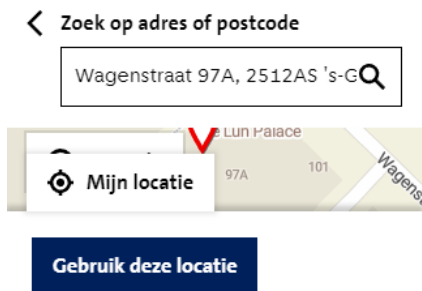 Zoek op adres of postcode
Wagenstraat 97A, 2512AS 's-G
Lun Palace
Mijn locatie
97A
101
Wagens
Gebruik deze locatie